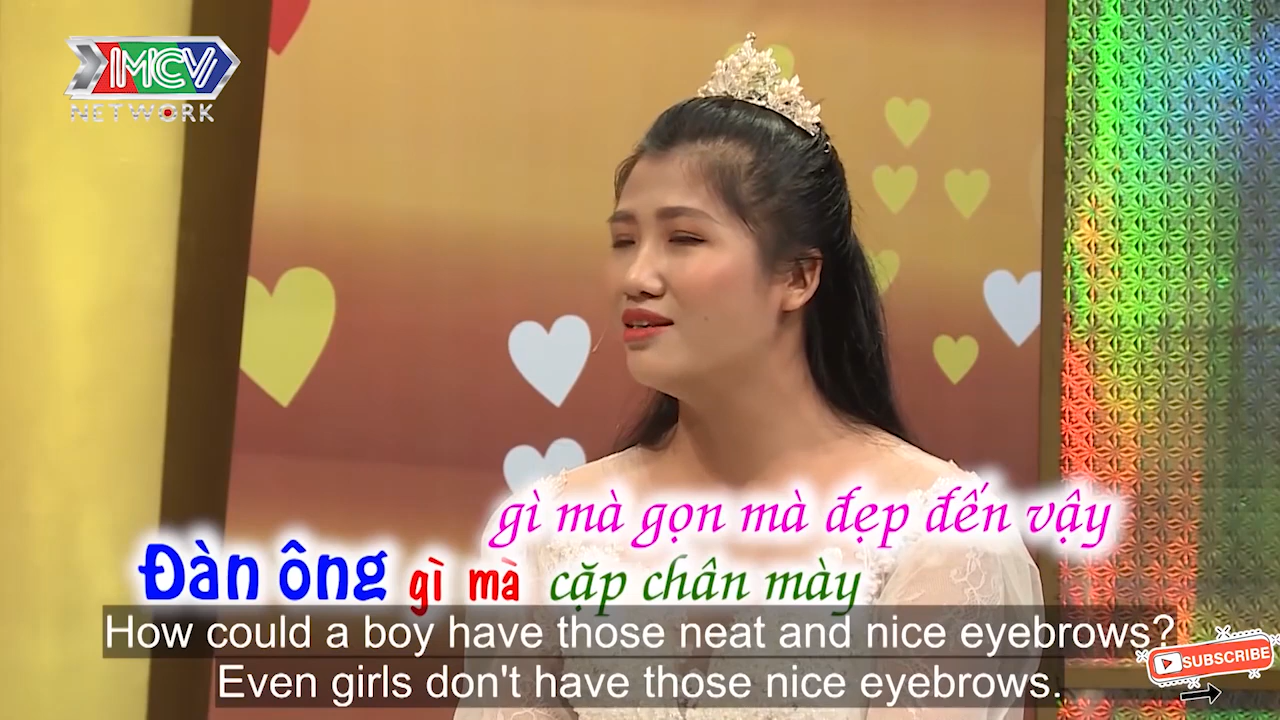 MCV
NETWORK
gì mà gọn mà đẹp đến vậy
Đàn ông gì mà cặp chân mày
How could a boy have those neat and nice eyebrows?
Even girls don't have those nice eyebrows.
SUBSCRIBE